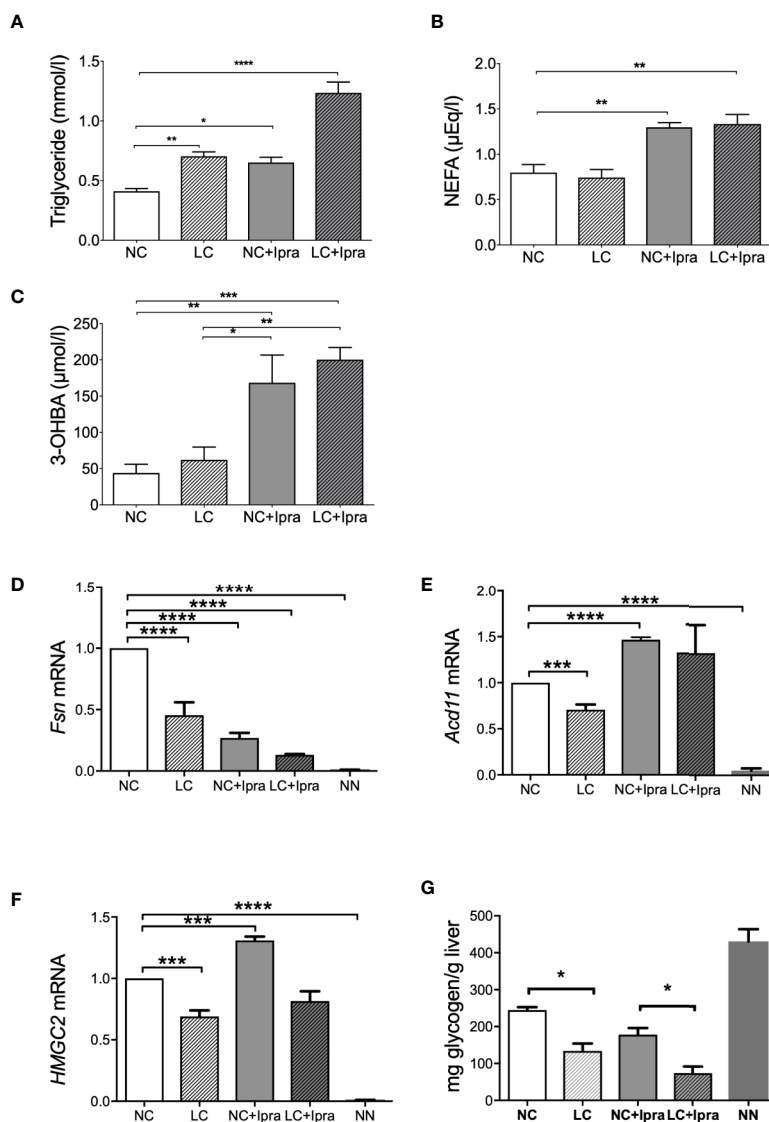 A
Triglyceride (mmol/l)
1.5
1.0
0.5
0.0
****
*
**
NC LC NC+Ipra LC+Ipra
B
NEFA (µEq/l)
2.0
1.5
1.0
0.5
0.0
**
**
NC LC NC+Ipra LC+Ipra
C
3-OHBA (µmol/l)
250
200
150
100
50
0
***
**
**
*
NC LC NC+Ipra LC+Ipra
D
Fsn mRNA
1.5
1.0
0.5
0.0
****
****
****
****
NC LC NC+Ipra LC+Ipra NN
E
Acd11 mRNA
2.0
1.5
1.0
0.5
0.0
****
****
***
NC LC NC+Ipra LC+Ipra NN
F
HMGC2 mRNA
1.5
1.0
0.5
0.0
****
***
***
NC LC NC+Ipra LC+Ipra NN
G
mg glycogen/g liver
500
400
300
200
100
0
*
*
NC LC NC+Ipra LC+Ipra NN